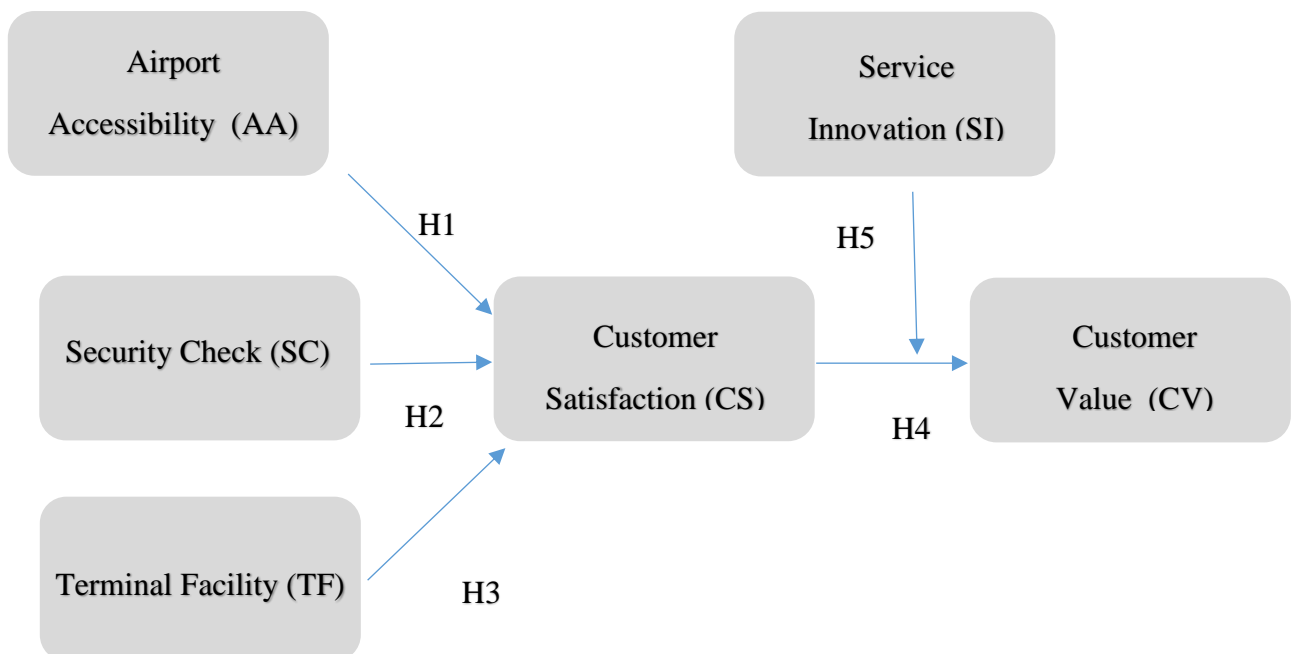 Airport
Accessibility (AA)
Service
Innovation (SI)
H1
H5
Security Check (SC)
Customer
Satisfaction (CS)
Customer
Value (CV)
H2
H4
Terminal Facility (TF)
H3